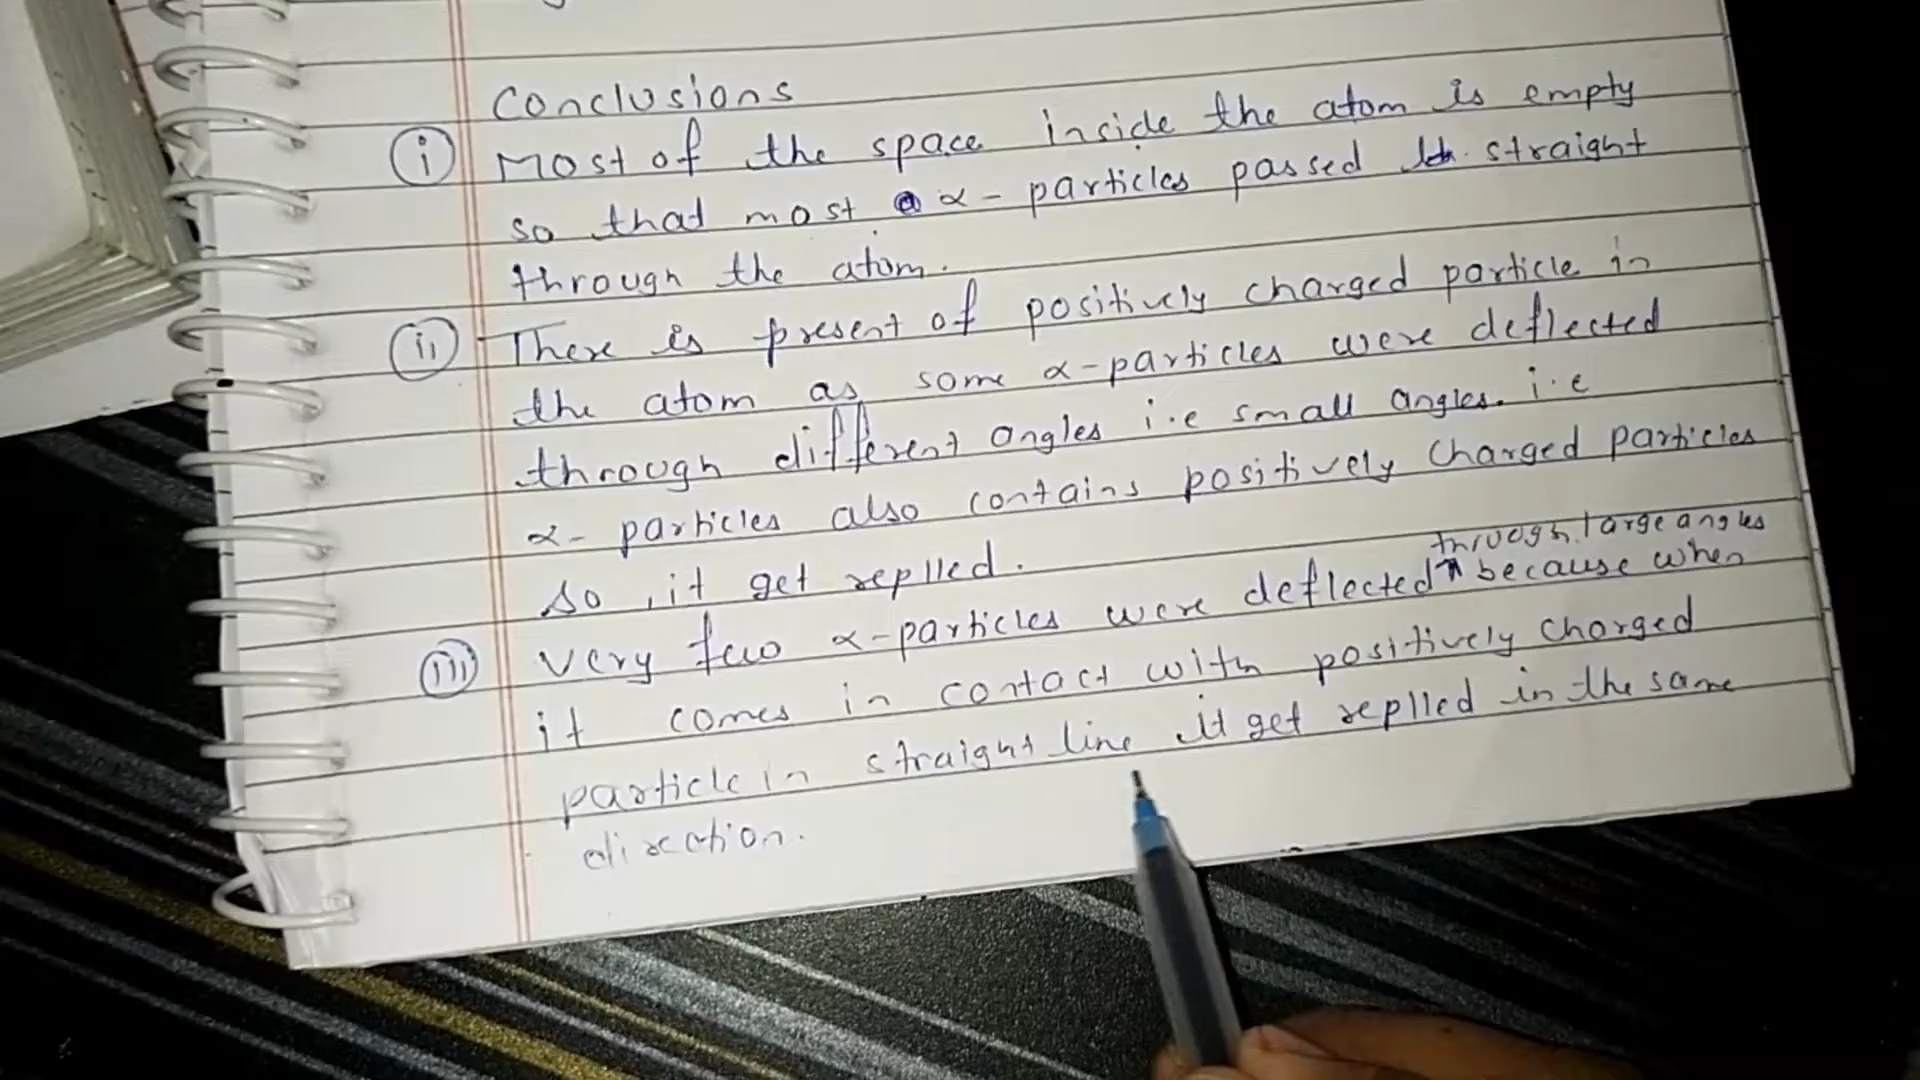 Conclusions
(i) Most of the space inside the atom is empty
so that most α- particles passed straight
through the atom.
(ii) There is present of positively charged particle in
the atom as some α-particles were deflected
through different angles i.e small angles. i.e
α- particles also contains positively charged particles
so, it get replled.
through large angles
(iii) Very few α-particles were deflected because when
it comes in contact with positively charged
particle in straight line it get replled in the same
direction.